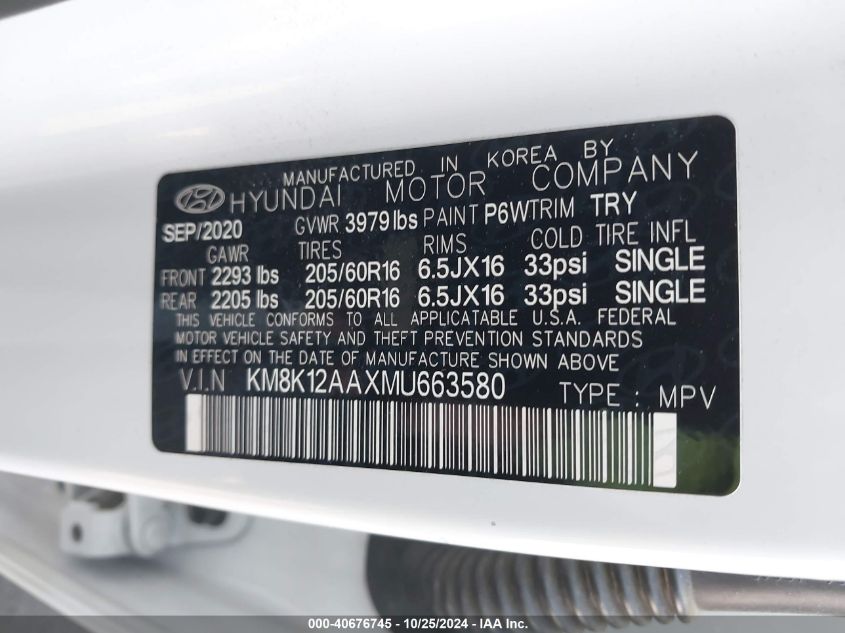 MANUFACTURED IN KOREA BY
HYUNDAI MOTOR COMPANY
SEP/2020 GVWR 3979 lbs PAINT P6W TRIM TRY
GAWR TIRES RIMS COLD TIRE INFL
FRONT 2293 lbs 205/60R16 6.5JX16 33psi SINGLE
REAR 2205 lbs 205/60R16 6.5JX16 33psi SINGLE
THIS VEHICLE CONFORMS TO ALL APPLICATABLE U.S.A. FEDERAL
MOTOR VEHICLE SAFETY AND THEFT PREVENTION STANDARDS
IN EFFECT ON THE DATE OF MANUFACTURE SHOWN ABOVE
V.I.N KM8K12AAXMU663580 TYPE : MPV
000-40676745 - 10/25/2024 - IAA Inc.